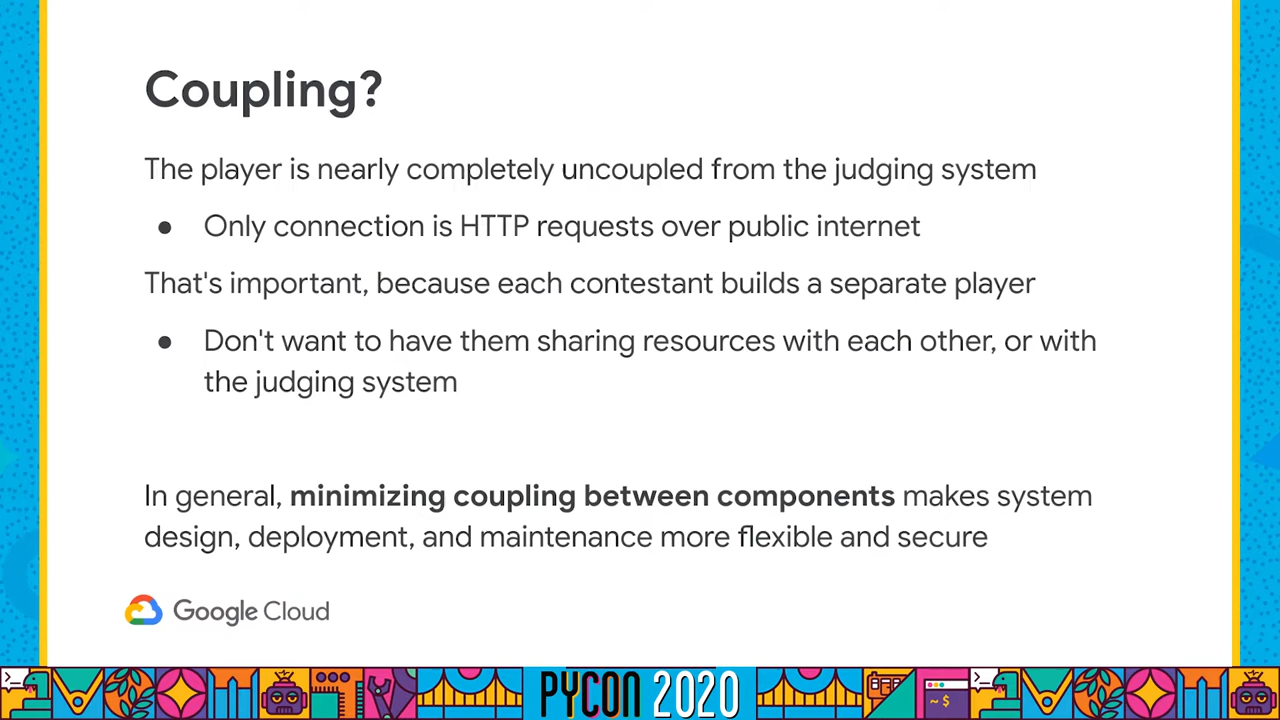 Coupling?
The player is nearly completely uncoupled from the judging system
● Only connection is HTTP requests over public internet
That's important, because each contestant builds a separate player
● Don't want to have them sharing resources with each other, or with
the judging system
In general, minimizing coupling between components makes system
design, deployment, and maintenance more flexible and secure
Google Cloud
PYCON 2020
~$